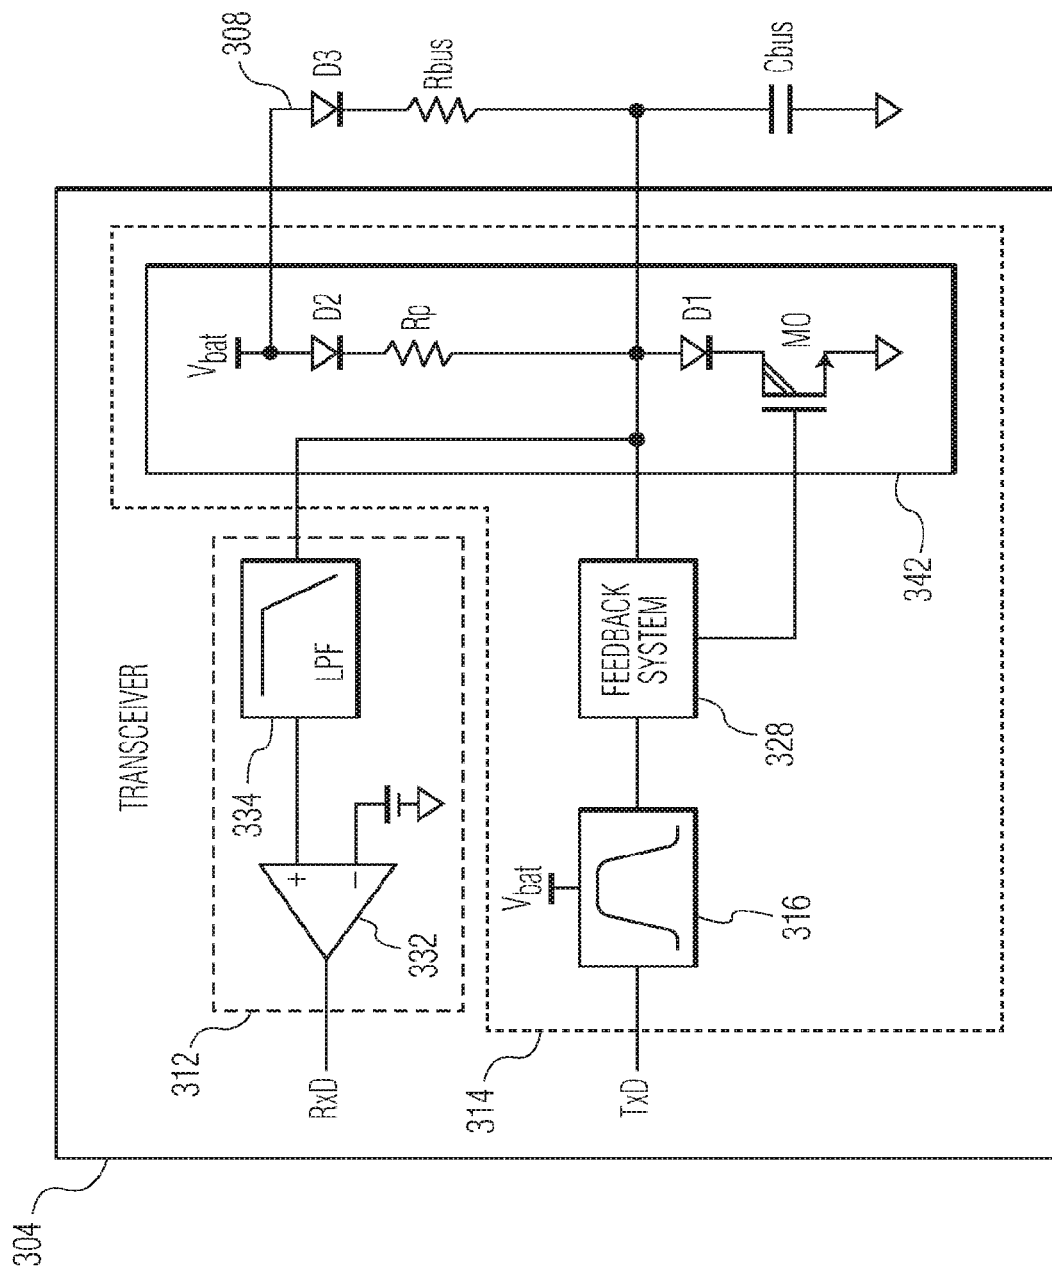 304
TRANSCEIVER
312
RxD
332
+
−
334
LPF
314
TxD
316
Vbat
328
FEEDBACK
SYSTEM
342
Vbat
D2
Rp
D1
MO
308
D3
Rbus
Cbus